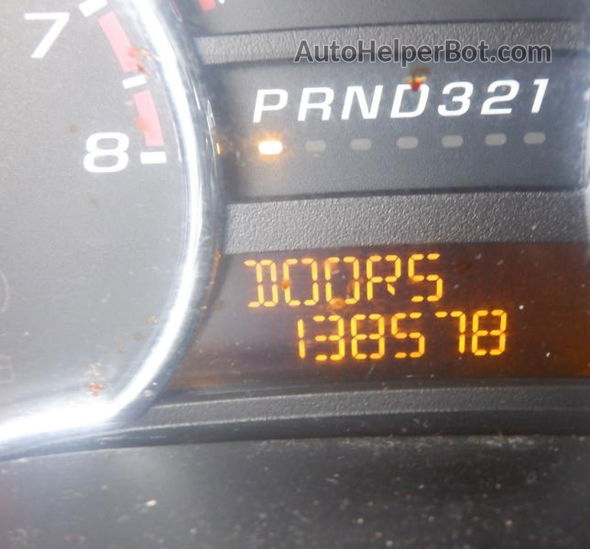 7
AutoHelperBot.com
PRND321
8
DOORS
138578